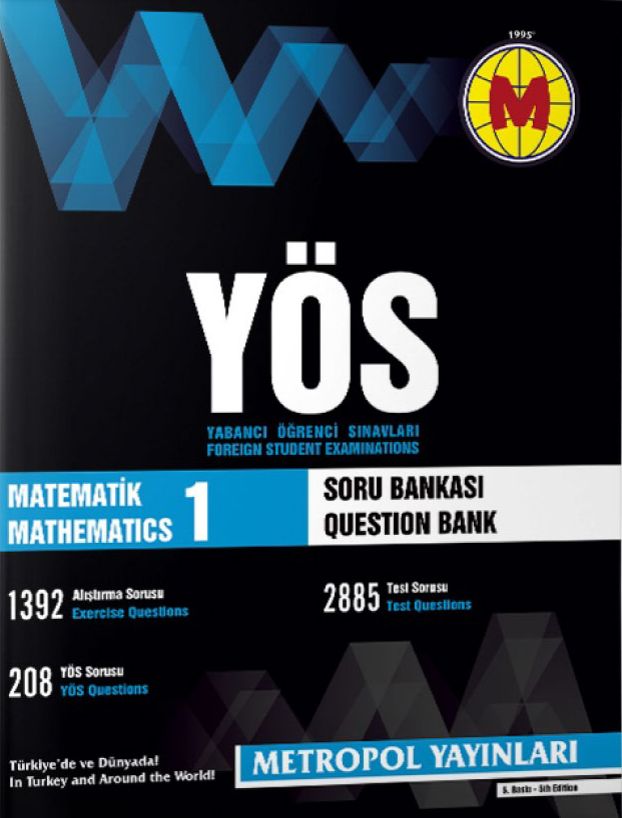 1995
M
YÖS
YABANCI ÖĞRENCİ SINAVLARI
FOREIGN STUDENT EXAMINATIONS
MATEMATİK
MATHEMATICS
1
SORU BANKASI
QUESTION BANK
1392
Alıştırma Sorusu
Exercise Questions
2885
Test Sorusu
Test Questions
208
YÖS Sorusu
YÖS Questions
Türkiye'de ve Dünyada!
In Turkey and Around the World!
METROPOL YAYINLARI
5. Baskı - 5th Edition